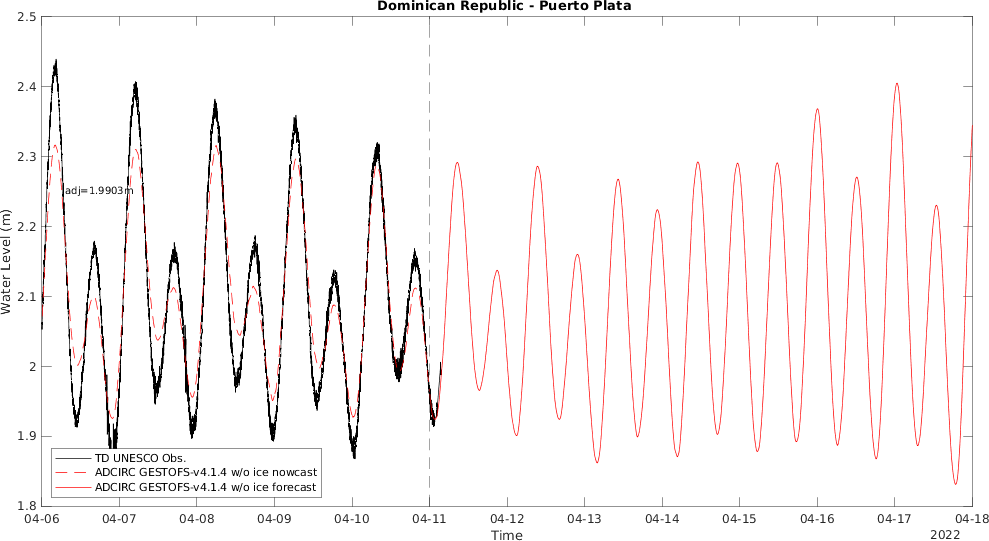 Dominican Republic - Puerto Plata
2.5
2.4
2.3
2.2
2.1
2
1.9
1.8
Water Level (m)
adj=1.9903m
TD UNESCO Obs.
ADCIRC GESTOFS-v4.1.4 w/o ice nowcast
ADCIRC GESTOFS-v4.1.4 w/o ice forecast
04-06 04-07 04-08 04-09 04-10 04-11 04-12 04-13 04-14 04-15 04-16 04-17 04-18
Time
2022